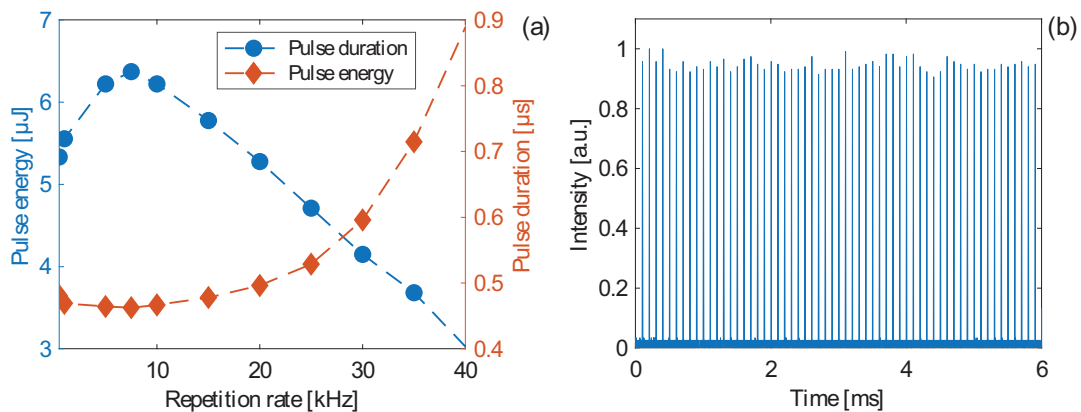 (a)
Pulse duration
Pulse energy
Pulse energy [µJ]
7
6
5
4
3
10 20 30 40
Repetition rate [kHz]
0.9
0.8
0.7
0.6
0.5
0.4
Pulse duration [µs]
(b)
Intensity [a.u.]
1
0.8
0.6
0.4
0.2
0
0 2 4 6
Time [ms]